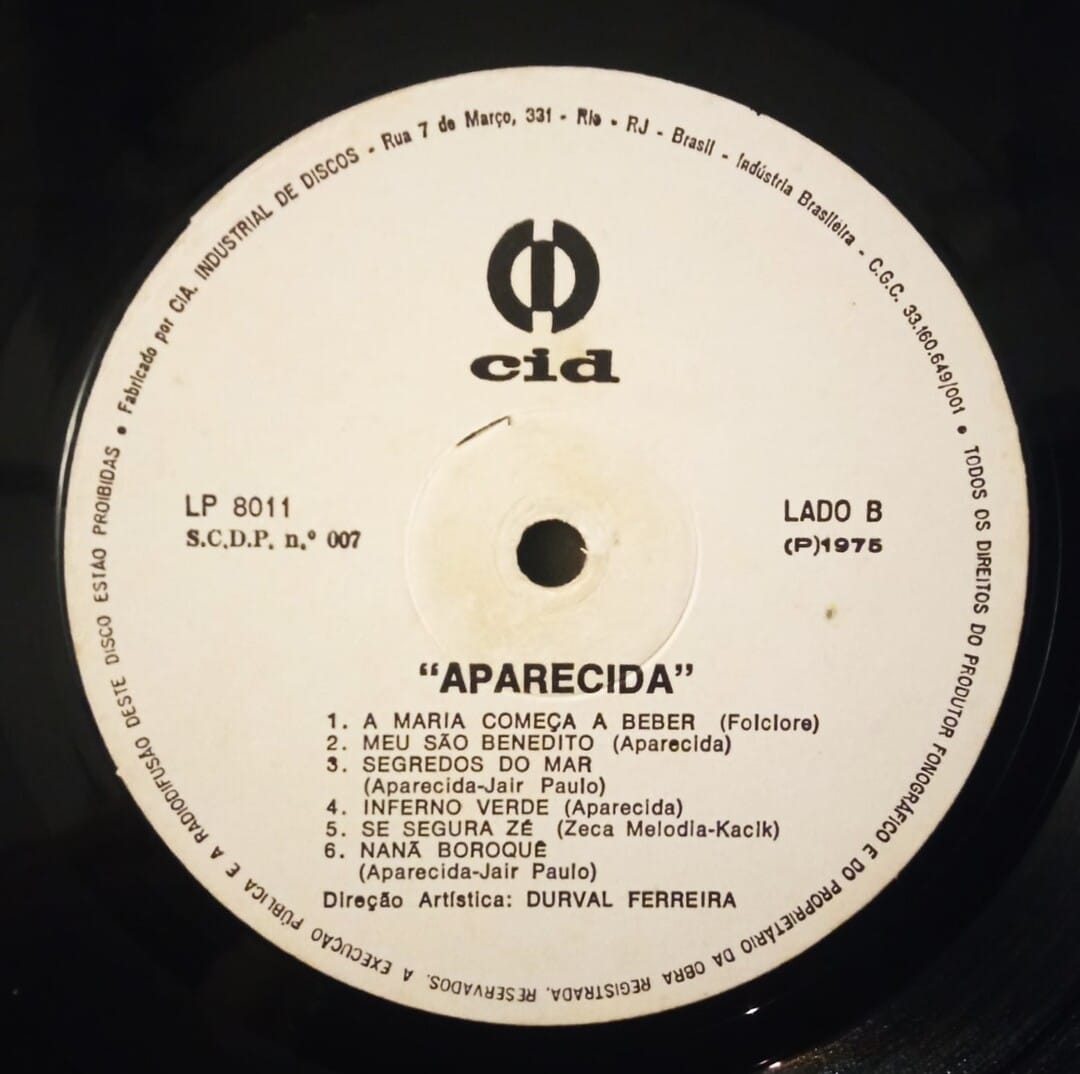 Fabricado por CIA. INDUSTRIAL DE DISCOS - Rua 7 de Março, 331 - Rio - RJ - Brasil - Indústria Brasileira - C.G.C. 33.160.649/001 • TODOS OS DIREITOS DO PRODUTOR FONOGRÁFICO E DO PROPRIETÁRIO DA OBRA REGISTRADA, RESERVADOS. A EXECUÇÃO PÚBLICA E A RADIODIFUSÃO DESTE DISCO ESTÃO PROIBIDAS •
cid
LP 8011
S.C.D.P. n.º 007
LADO B
(P)1975
“APARECIDA”
1. A MARIA COMEÇA A BEBER (Folclore)
2. MEU SÃO BENEDITO (Aparecida)
3. SEGREDOS DO MAR
(Aparecida-Jair Paulo)
4. INFERNO VERDE (Aparecida)
5. SE SEGURA ZÉ (Zeca Melodia-Kacik)
6. NANÃ BOROQUÊ
(Aparecida-Jair Paulo)
Direção Artística: DURVAL FERREIRA